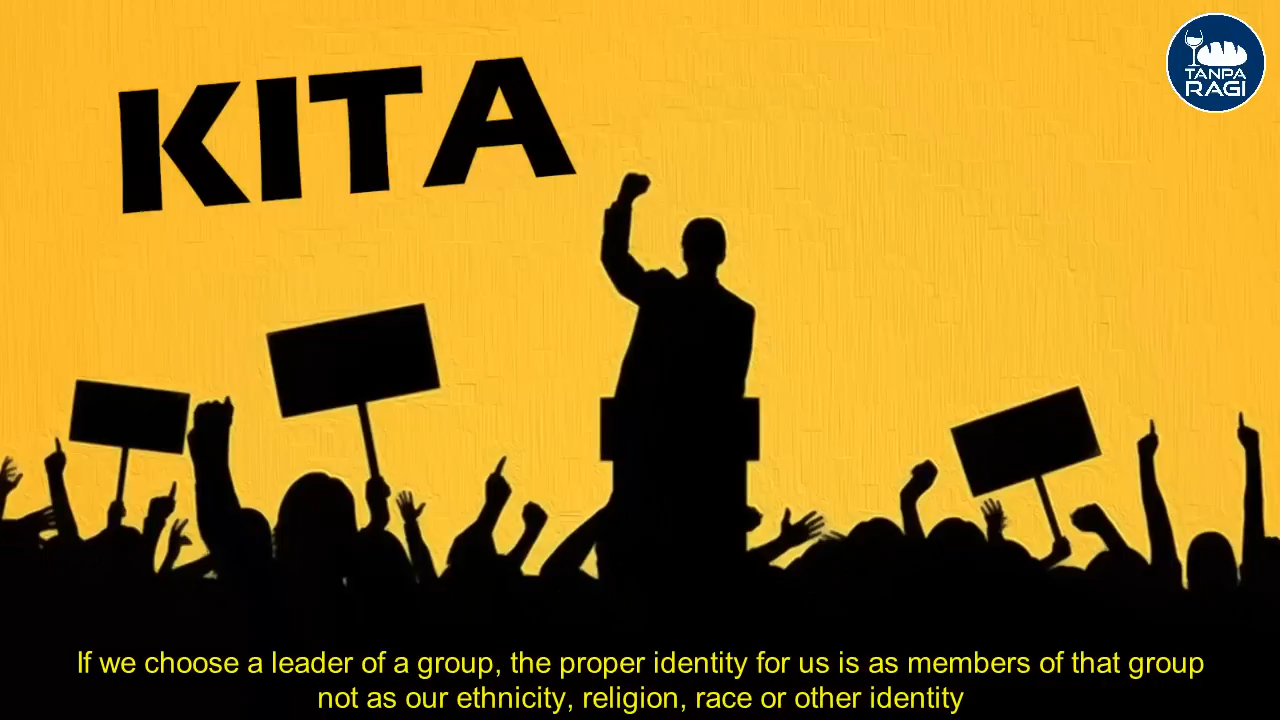 KITA
TANPA
RAGI
If we choose a leader of a group, the proper identity for us is as members of that group
not as our ethnicity, religion, race or other identity